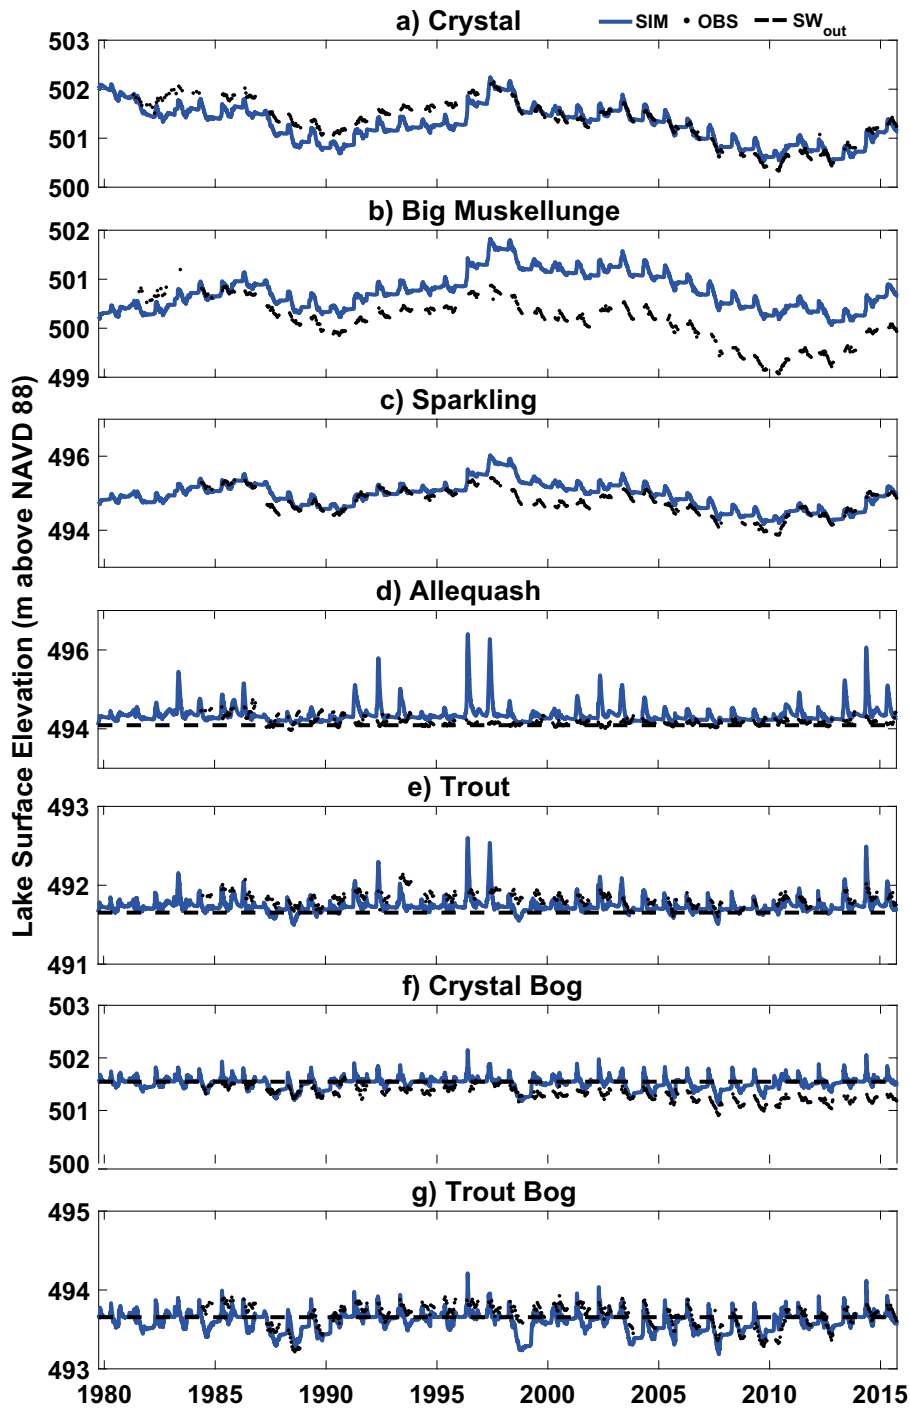 a) Crystal
SIM OBS SWout
503
502
501
500
b) Big Muskellunge
502
501
500
499
c) Sparkling
496
494
d) Allequash
496
494
e) Trout
493
492
491
f) Crystal Bog
503
502
501
500
g) Trout Bog
495
494
493
1980 1985 1990 1995 2000 2005 2010 2015
Lake Surface Elevation (m above NAVD 88)